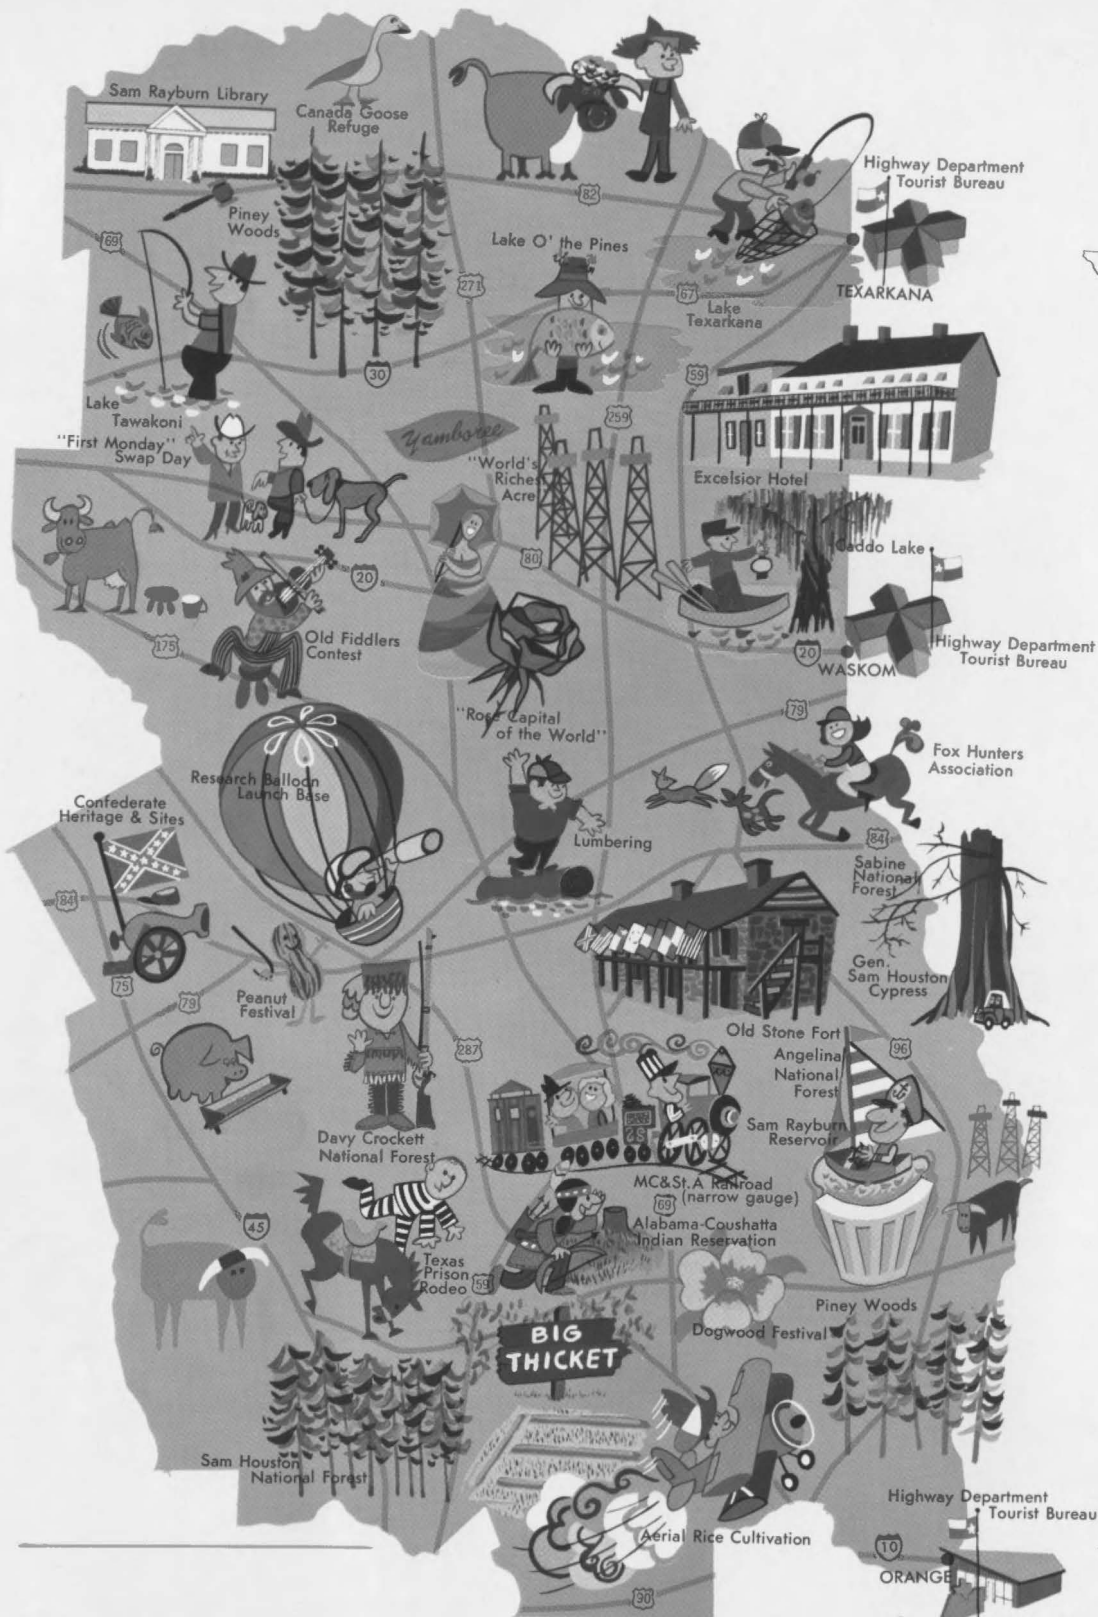 Sam Rayburn Library
Canada Goose
Refuge
82
Highway Department
Tourist Bureau
Piney
Woods
69
Lake O' the Pines
271
67
TEXARKANA
Lake
Texarkana
30
59
Lake
Tawakoni
259
"First Monday"
Swap Day
Yamboree
"World's
Riches
Acre
Excelsior Hotel
Caddo Lake
80
20
175
Old Fiddlers
Contest
20
WASKOM
Highway Department
Tourist Bureau
"Rose Capital
of the World"
79
Fox Hunters
Association
Research Balloon
Launch Base
Confederate
Heritage & Sites
Lumbering
84
Sabine
National
Forest
84
Gen.
Sam Houston
Cypress
75
79
Peanut
Festival
287
Old Stone Fort
Angelina
National
Forest
96
Davy Crockett
National Forest
Sam Rayburn
Reservoir
MC&St.A Railroad
(narrow gauge)
69
Alabama-Coushatta
Indian Reservation
45
Texas
Prison
Rodeo
59
Piney Woods
Dogwood Festival
BIG
THICKET
Sam Houston
National Forest
Highway Department
Tourist Bureau
Aerial Rice Cultivation
10
ORANGE
90